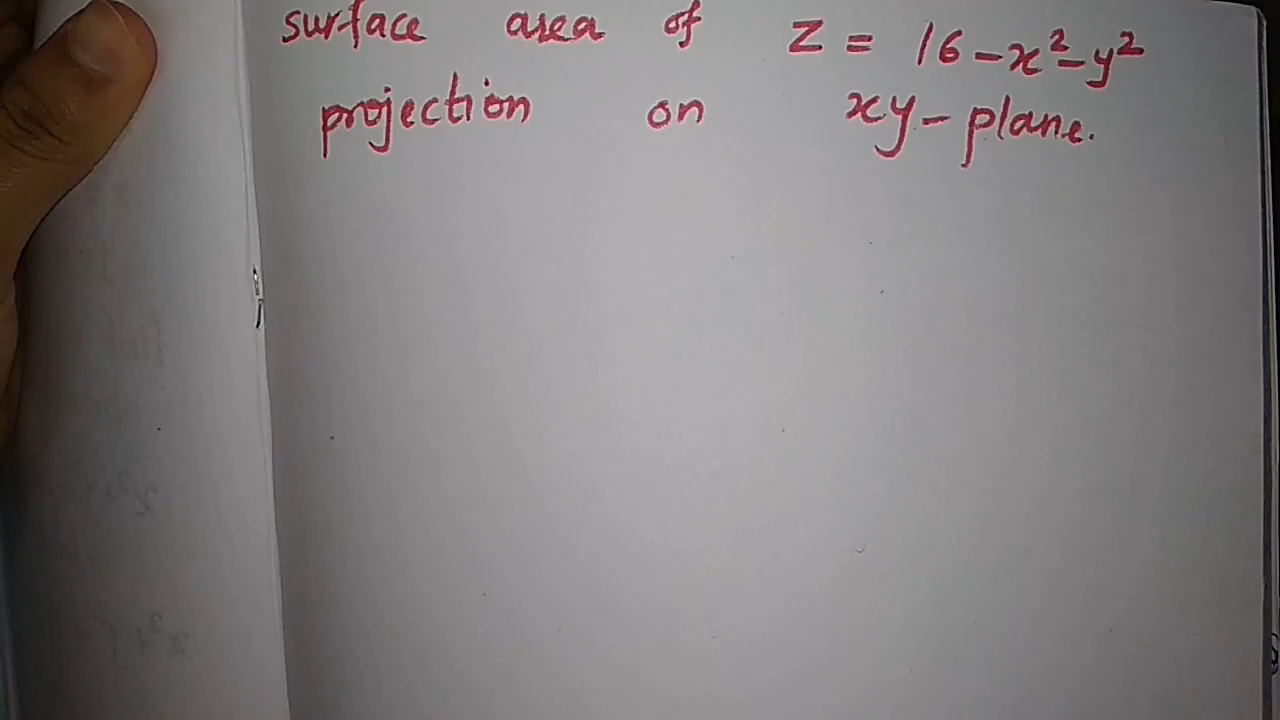 surface area of z = 16 - x² - y²
projection on xy - plane.